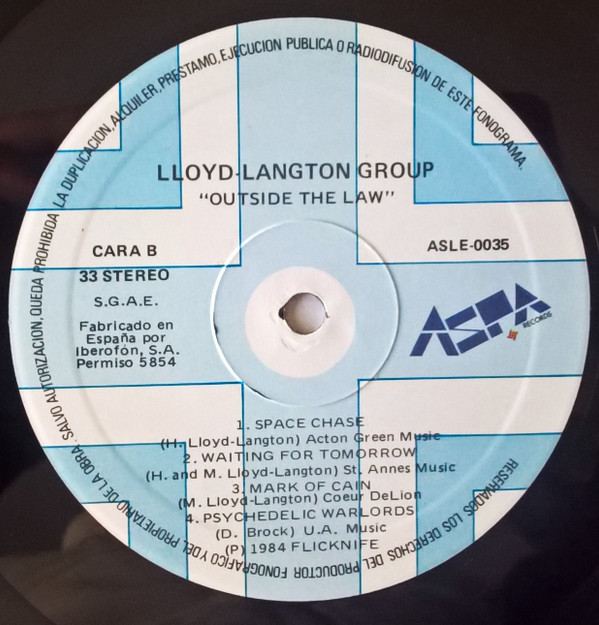 RESERVADOS LOS DERECHOS DEL PRODUCTOR FONOGRAFICO Y DEL PROPIETARIO DE LA OBRA. SALVO AUTORIZACION, QUEDA PROHIBIDA LA DUPLICACION, ALQUILER, PRESTAMO, EJECUCION PUBLICA O RADIODIFUSION DE ESTE FONOGRAMA.
LLOYD-LANGTON GROUP
"OUTSIDE THE LAW"
CARA B
33 STEREO
S.G.A.E.
Fabricado en
España por
Iberofón, S.A.
Permiso 5854
ASLE-0035
ASPA
RECORDS
1. SPACE CHASE
(H. Lloyd-Langton) Acton Green Music
2. WAITING FOR TOMORROW
(H. and M. Lloyd-Langton) St. Annes Music
3. MARK OF CAIN
(M. Lloyd-Langton) Coeur DeLion
4. PSYCHEDELIC WARLORDS
(D. Brock) U.A. Music
(P) 1984 FLICKNIFE